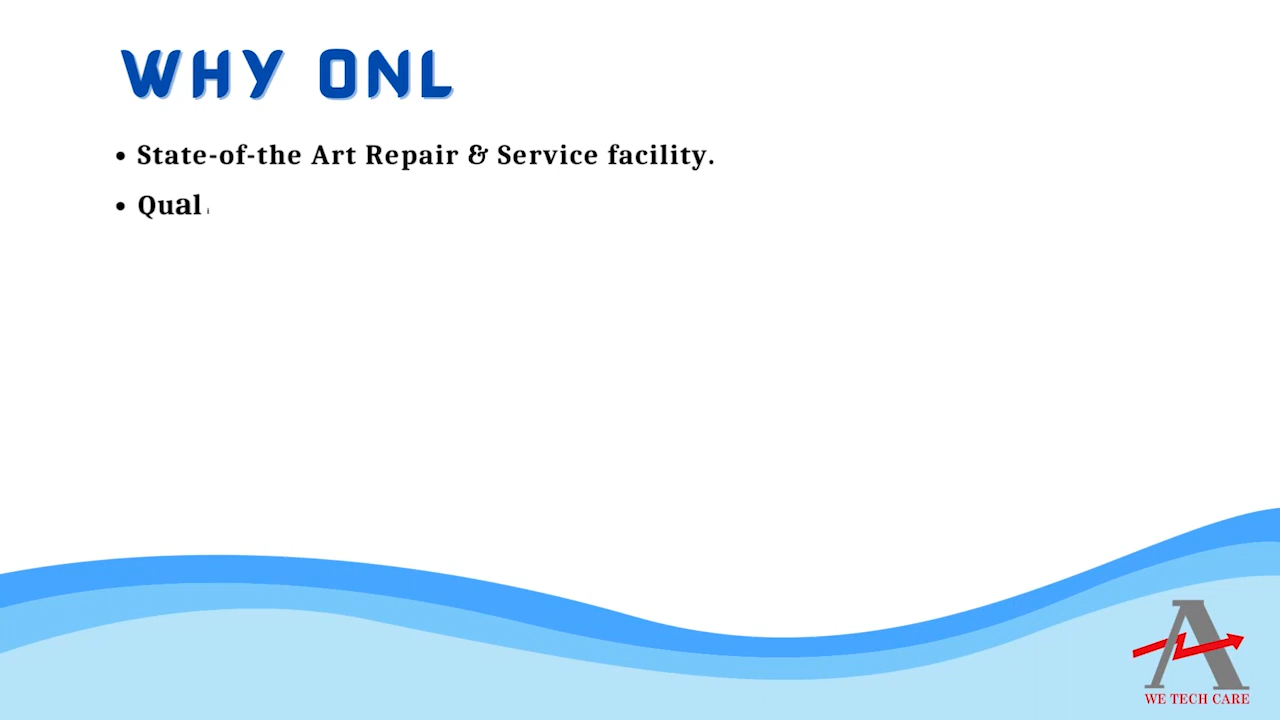 WHY ONL
• State-of-the Art Repair & Service facility.
• Qual
WE TECH CARE